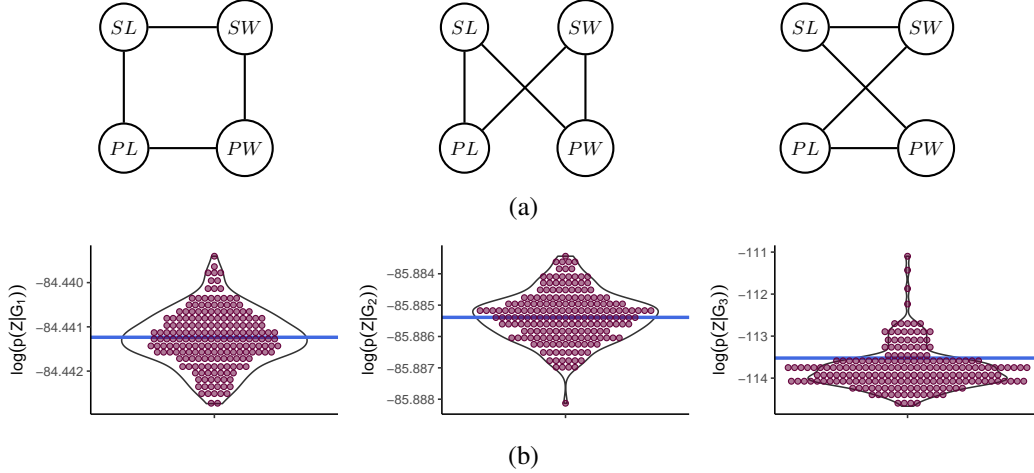 SL SW SL SW SL SW
PL PW PL PW PL PW
(a)
log(p(Z|G₁))
−84.440
−84.441
−84.442
log(p(Z|G₂))
−85.884
−85.885
−85.886
−85.887
−85.888
log(p(Z|G₃))
−111
−112
−113
−114
(b)